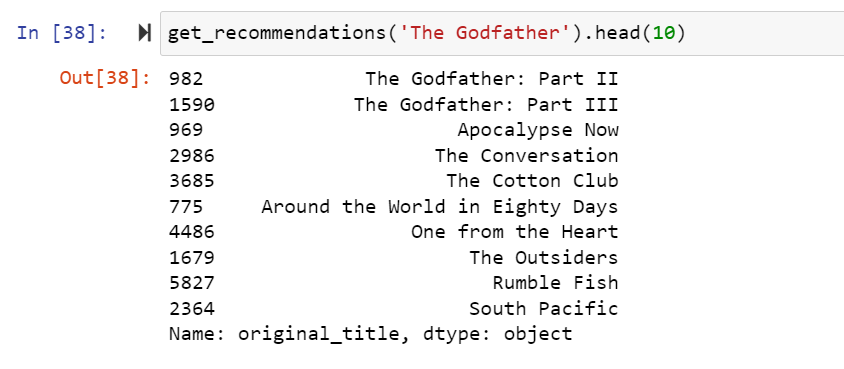 In [38]: get_recommendations('The Godfather').head(10)
Out[38]: 982 The Godfather: Part II
1590 The Godfather: Part III
969 Apocalypse Now
2986 The Conversation
3685 The Cotton Club
775 Around the World in Eighty Days
4486 One from the Heart
1679 The Outsiders
5827 Rumble Fish
2364 South Pacific
Name: original_title, dtype: object